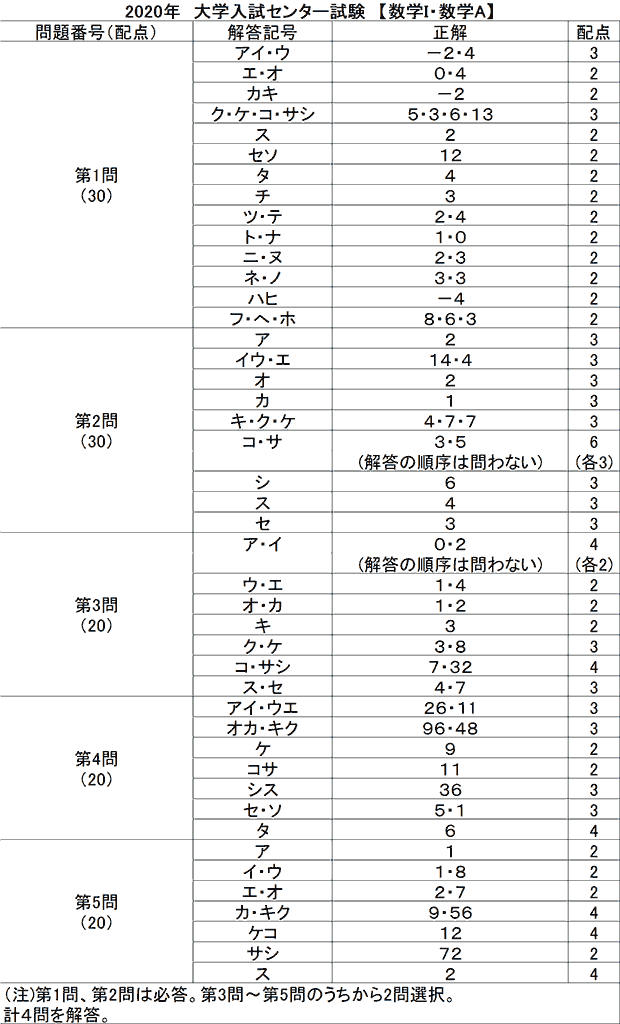 2020年 大学入試センター試験 【数学Ⅰ・数学A】
問題番号（配点） 解答記号 正解 配点
第1問
（30）
アイ・ウ －2・4 3
エ・オ 0・4 2
カキ －2 2
ク・ケ・コ・サシ 5・3・6・13 3
ス 2 2
セソ 12 2
タ 4 2
チ 3 2
ツ・テ 2・4 2
ト・ナ 1・0 2
ニ・ヌ 2・3 2
ネ・ノ 3・3 2
ハヒ －4 2
フ・ヘ・ホ 8・6・3 2
第2問
（30）
ア 2 3
イウ・エ 14・4 3
オ 2 3
カ 1 3
キ・ク・ケ 4・7・7 3
コ・サ 3・5 6
（解答の順序は問わない） （各3）
シ 6 3
ス 4 3
セ 3 3
第3問
（20）
ア・イ 0・2 4
（解答の順序は問わない） （各2）
ウ・エ 1・4 2
オ・カ 1・2 2
キ 3 2
ク・ケ 3・8 3
コ・サシ 7・32 4
ス・セ 4・7 3
第4問
（20）
アイ・ウエ 26・11 3
オカ・キク 96・48 3
ケ 9 2
コサ 11 2
シス 36 3
セ・ソ 5・1 3
タ 6 4
第5問
（20）
ア 1 2
イ・ウ 1・8 2
エ・オ 2・7 2
カ・キク 9・56 4
ケコ 12 4
サシ 72 2
ス 2 4
（注）第1問、第2問は必答。第3問～第5問のうちから2問選択。
計4問を解答。